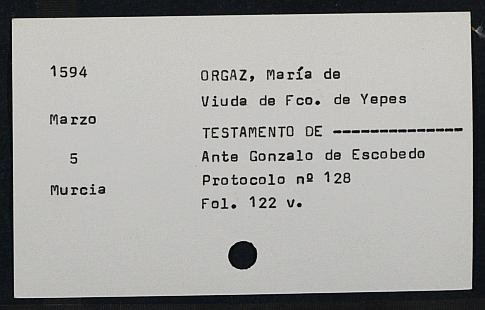 1594
Marzo
5
Murcia
ORGAZ, María de
Viuda de Fco. de Yepes
TESTAMENTO DE --------------
Ante Gonzalo de Escobedo
Protocolo nº 128
Fol. 122 v.